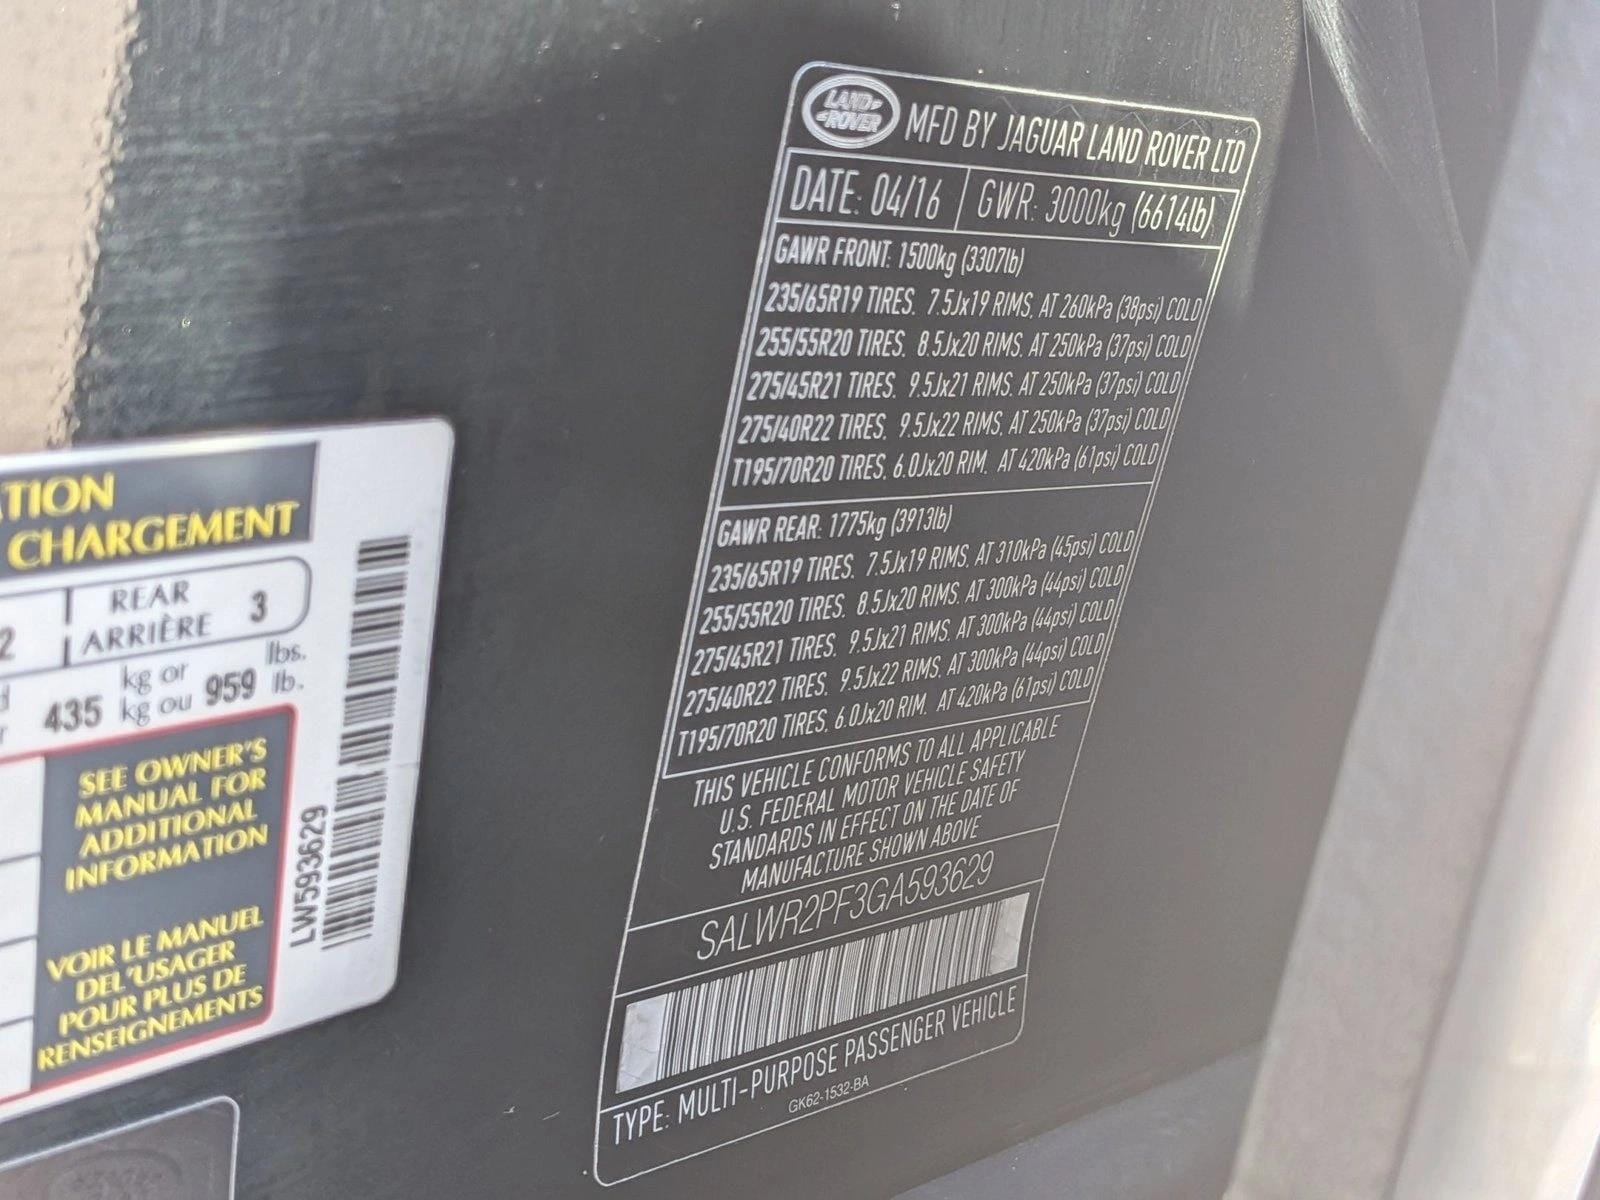 TION
CHARGEMENT
2
REAR
ARRIÈRE
3
435
kg or
kg ou
959
lbs.
lb.
SEE OWNER'S
MANUAL FOR
ADDITIONAL
INFORMATION
VOIR LE MANUEL
DEL'USAGER
POUR PLUS DE
RENSEIGNEMENTS
LW593629
LAND-
-ROVER
MFD BY JAGUAR LAND ROVER LTD
DATE: 04/16 GWR: 3000kg (6614lb)
GAWR FRONT: 1500kg (3307lb)
235/65R19 TIRES. 7.5Jx19 RIMS. AT 260kPa (38psi) COLD
255/55R20 TIRES. 8.5Jx20 RIMS. AT 250kPa (37psi) COLD
275/45R21 TIRES. 9.5Jx21 RIMS. AT 250kPa (37psi) COLD
275/40R22 TIRES. 9.5Jx22 RIMS. AT 250kPa (37psi) COLD
T195/70R20 TIRES. 6.0Jx20 RIM. AT 420kPa (61psi) COLD
GAWR REAR: 1775kg (3913lb)
235/65R19 TIRES. 7.5Jx19 RIMS. AT 310kPa (45psi) COLD
255/55R20 TIRES. 8.5Jx20 RIMS. AT 300kPa (44psi) COLD
275/45R21 TIRES. 9.5Jx21 RIMS. AT 300kPa (44psi) COLD
275/40R22 TIRES. 9.5Jx22 RIMS. AT 300kPa (44psi) COLD
T195/70R20 TIRES. 6.0Jx20 RIM. AT 420kPa (61psi) COLD
THIS VEHICLE CONFORMS TO ALL APPLICABLE
U.S. FEDERAL MOTOR VEHICLE SAFETY
STANDARDS IN EFFECT ON THE DATE OF
MANUFACTURE SHOWN ABOVE
SALWR2PF3GA593629
TYPE: MULTI-PURPOSE PASSENGER VEHICLE
GK62-1532-BA